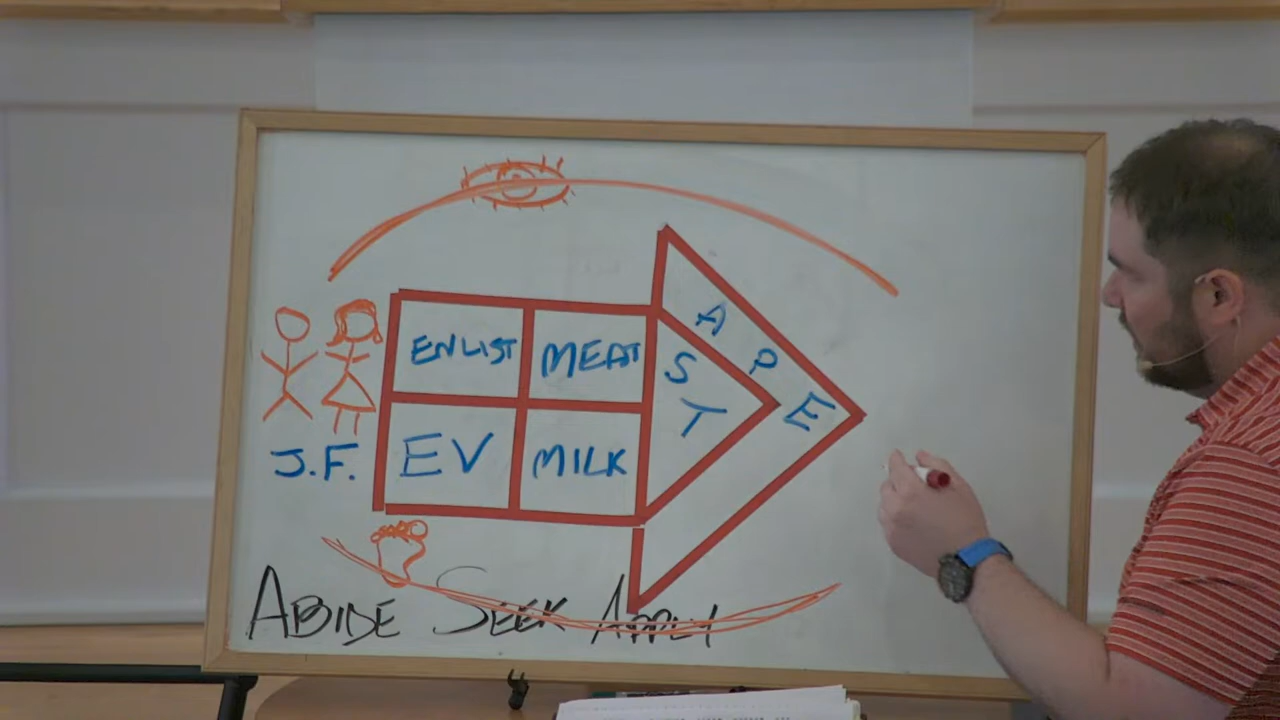 ENLIST MEAT
EV MILK
A
P
E
S
T
J.F.
ABIDE SEEK APPLY